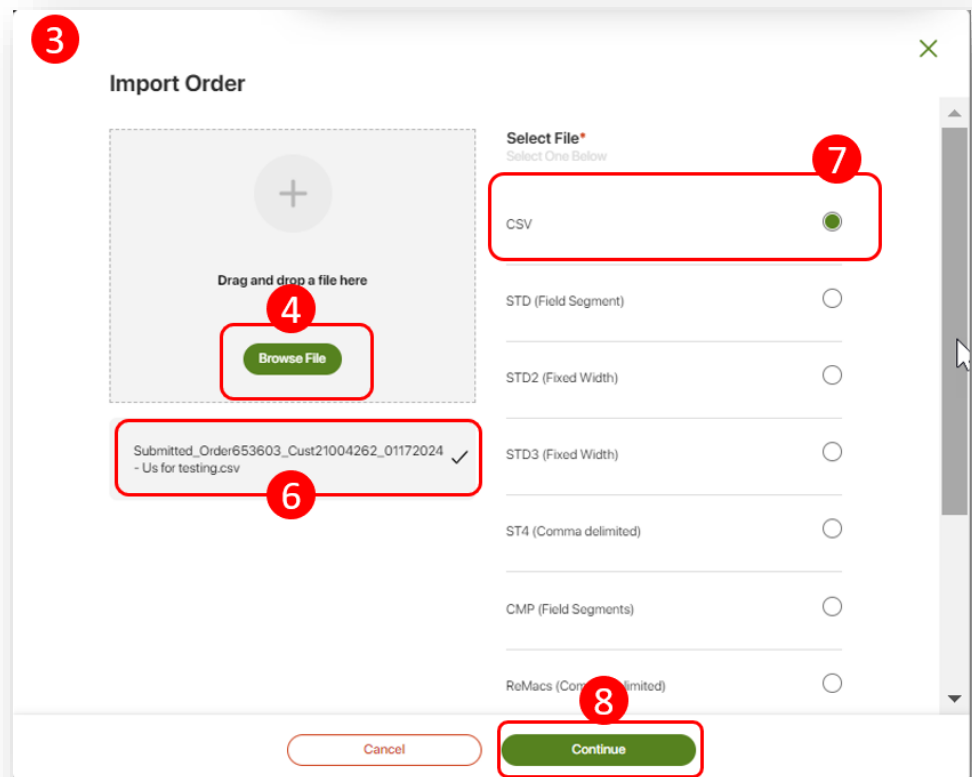 3
Import Order
Select File*
Select One Below
7
CSV
Drag and drop a file here
4
Browse File
STD (Field Segment)
STD2 (Fixed Width)
Submitted_Order653603_Cust21004262_01172024
- Us for testing.csv
6
STD3 (Fixed Width)
ST4 (Comma delimited)
CMP (Field Segments)
ReMacs (Com limited)
8
Cancel
Continue